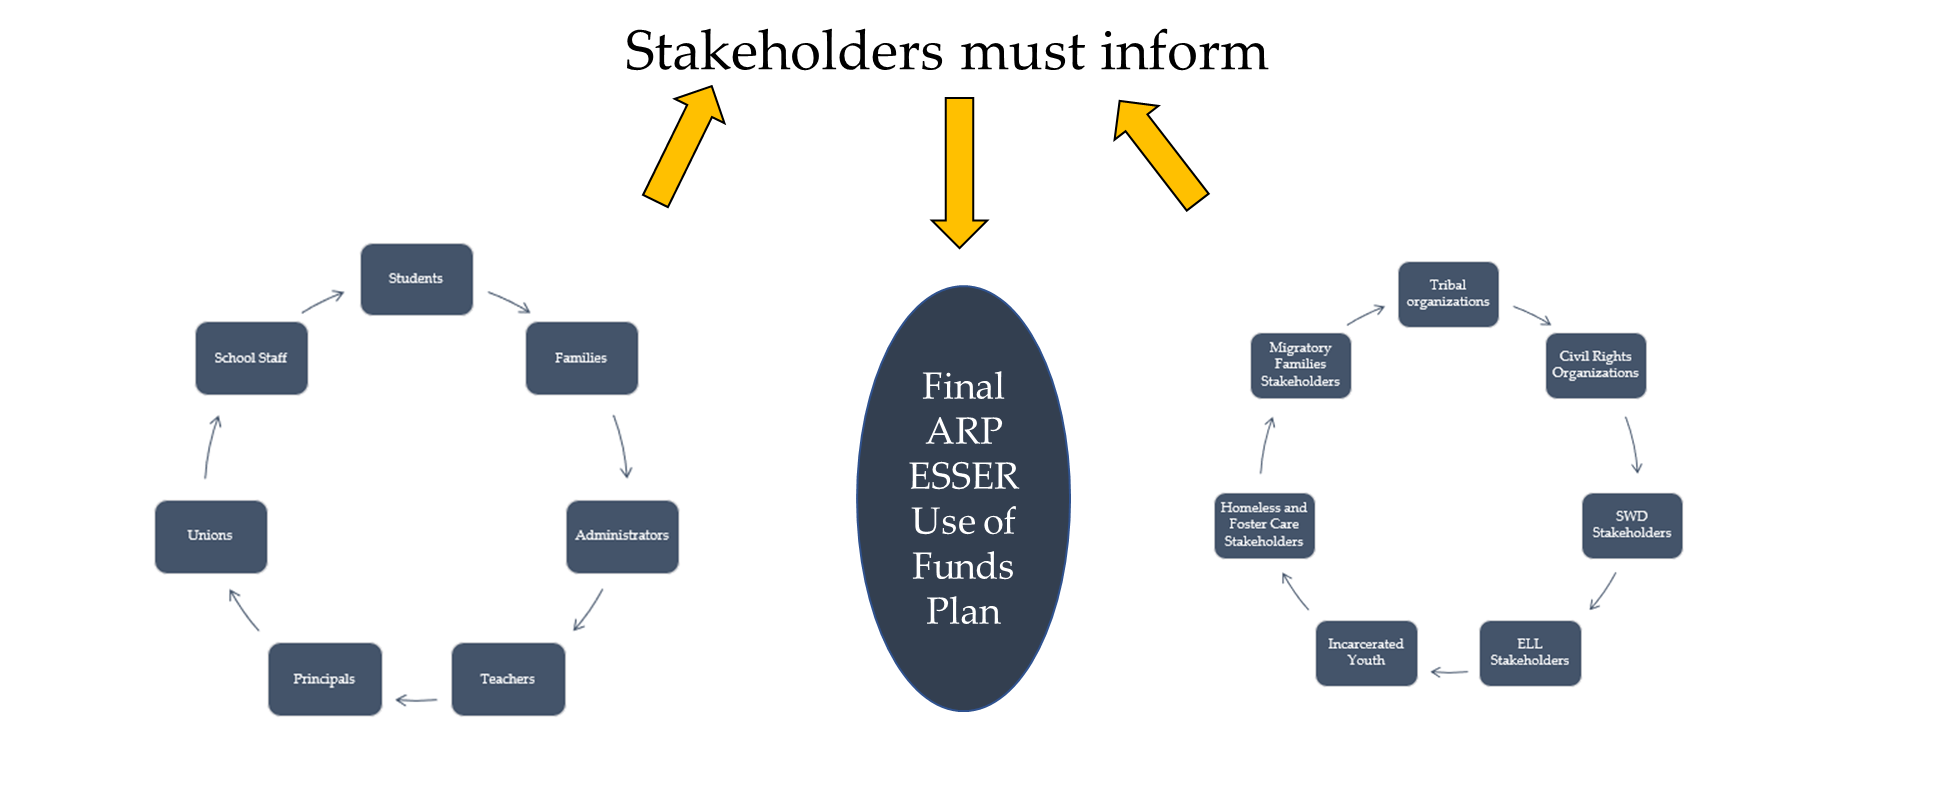 Stakeholders must inform
Students
Families
Administrators
Teachers
Principals
Unions
School Staff
Final
ARP
ESSER
Use of
Funds
Plan
Tribal
organizations
Civil Rights
Organizations
SWD
Stakeholders
ELL
Stakeholders
Incarcerated
Youth
Homeless and
Foster Care
Stakeholders
Migratory
Families
Stakeholders